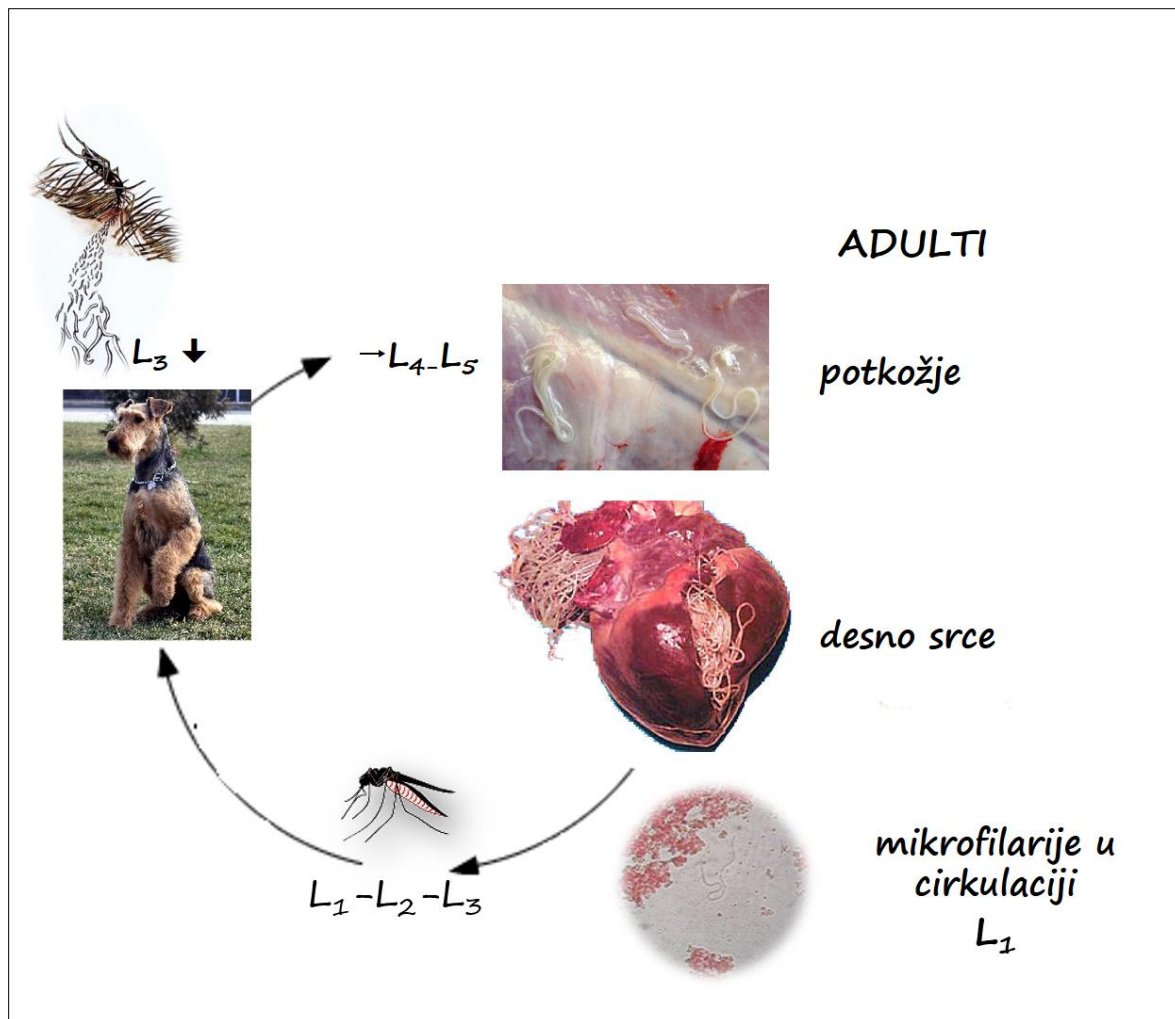 ADULTI
L₃ 🡇
→L₄-L₅
potkožje
desno srce
mikrofilarije u
cirkulaciji
L₁
L₁-L₂-L₃